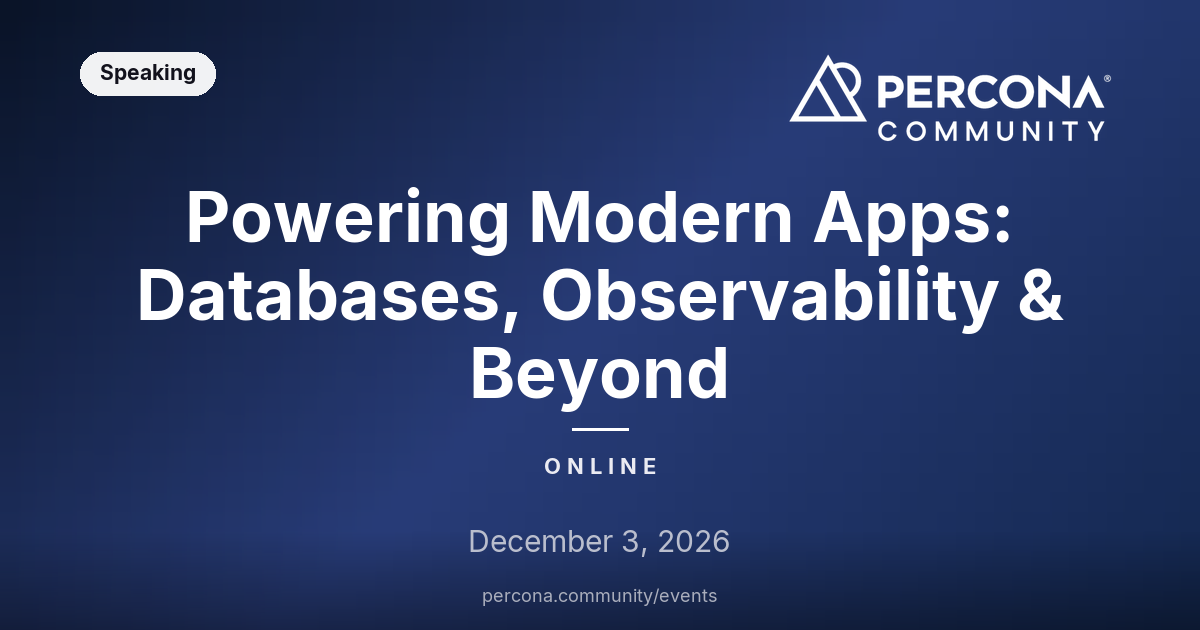 Speaking
PERCONA®
COMMUNITY
Powering Modern Apps:
Databases, Observability &
Beyond
ONLINE
December 3, 2026
percona.community/events